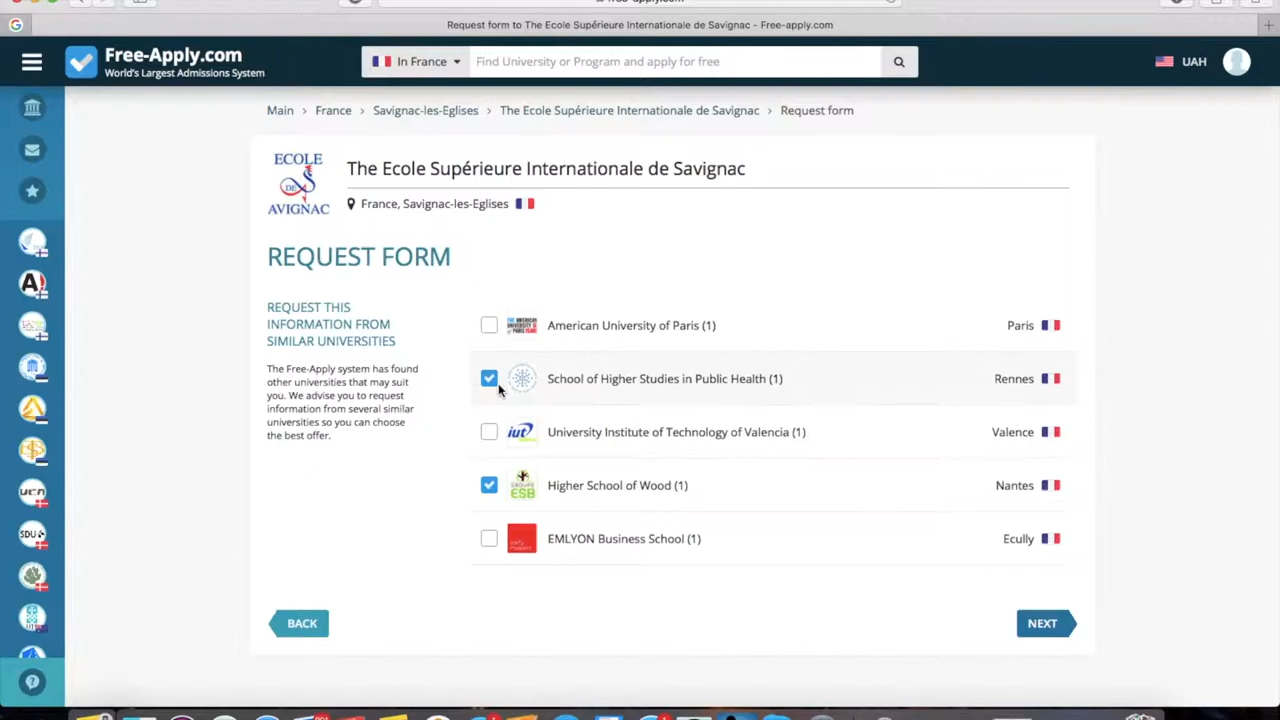 Request form to The Ecole Supérieure Internationale de Savignac - Free-apply.com
Free-Apply.com
World's Largest Admissions System
In France
Find University or Program and apply for free
UAH
Main > France > Savignac-les-Eglises > The Ecole Supérieure Internationale de Savignac > Request form
ECOLE
DE
AVIGNAC
The Ecole Supérieure Internationale de Savignac
France, Savignac-les-Eglises
REQUEST FORM
REQUEST THIS
INFORMATION FROM
SIMILAR UNIVERSITIES
The Free-Apply system has found
other universities that may suit
you. We advise you to request
information from several similar
universities so you can choose
the best offer.
American University of Paris (1) Paris
School of Higher Studies in Public Health (1) Rennes
iut University Institute of Technology of Valencia (1) Valence
GROUPE
ESB
Higher School of Wood (1) Nantes
EMLYON Business School (1) Ecully
BACK
NEXT
ucn
SDU